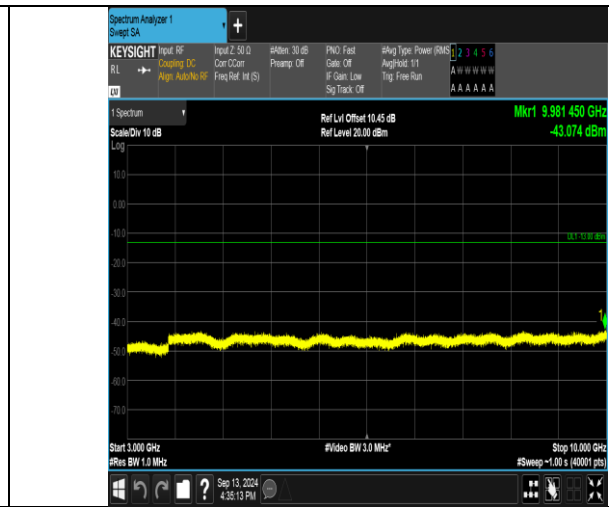 Spectrum Analyzer 1
Swept SA
+
KEYSIGHT Input: RF Input Z: 50 Ω #Atten: 30 dB PNO: Fast #Avg Type: Power (RMS 1 2 3 4 5 6
RL Coupling: DC Corr CCorr Preamp: Off Gate: Off Avg|Hold: 1/1 A W W W W W
Align: Auto/No RF Freq Ref: Int (S) IF Gain: Low Trig: Free Run
Sig Track: Off A A A A A A
1 Spectrum Ref Lvl Offset 10.45 dB Mkr1 9.981 450 GHz
Scale/Div 10 dB Ref Level 20.00 dBm -43.074 dBm
Log
10.0
0.00
-10.0
DL1 -13.00 dBm
-20.0
-30.0
1
-40.0
-50.0
-60.0
-70.0
Start 3.000 GHz #Video BW 3.0 MHz* Stop 10.000 GHz
#Res BW 1.0 MHz #Sweep ~1.00 s (40001 pts)
? Sep 13, 2024
4:35:13 PM